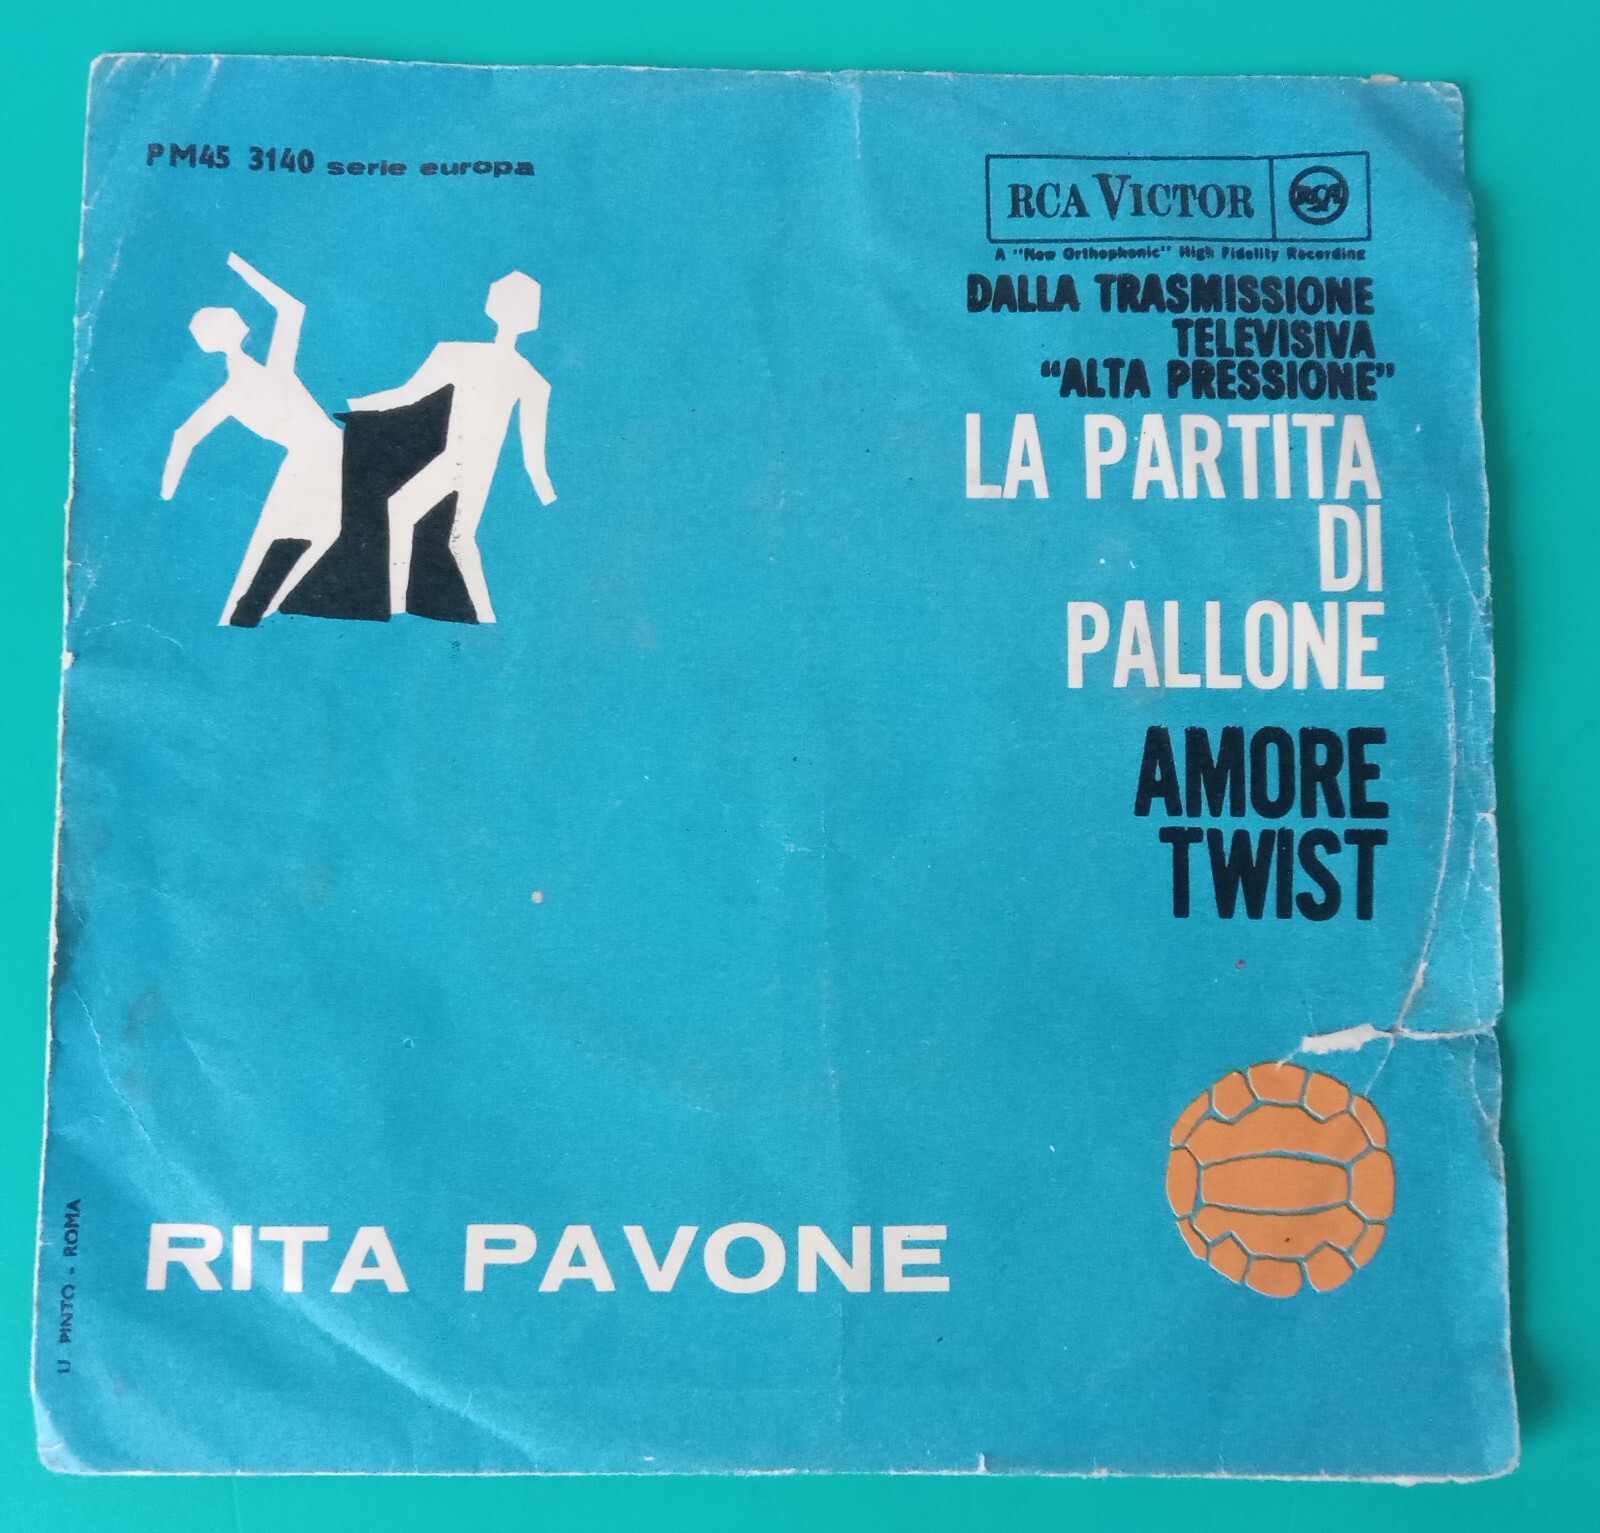 PM45 3140 serie europa
RCA VICTOR RCA
A "New Orthophonic" High Fidelity Recording
DALLA TRASMISSIONE
TELEVISIVA
"ALTA PRESSIONE"
LA PARTITA
DI
PALLONE
AMORE
TWIST
RITA PAVONE
U PINTO - ROMA